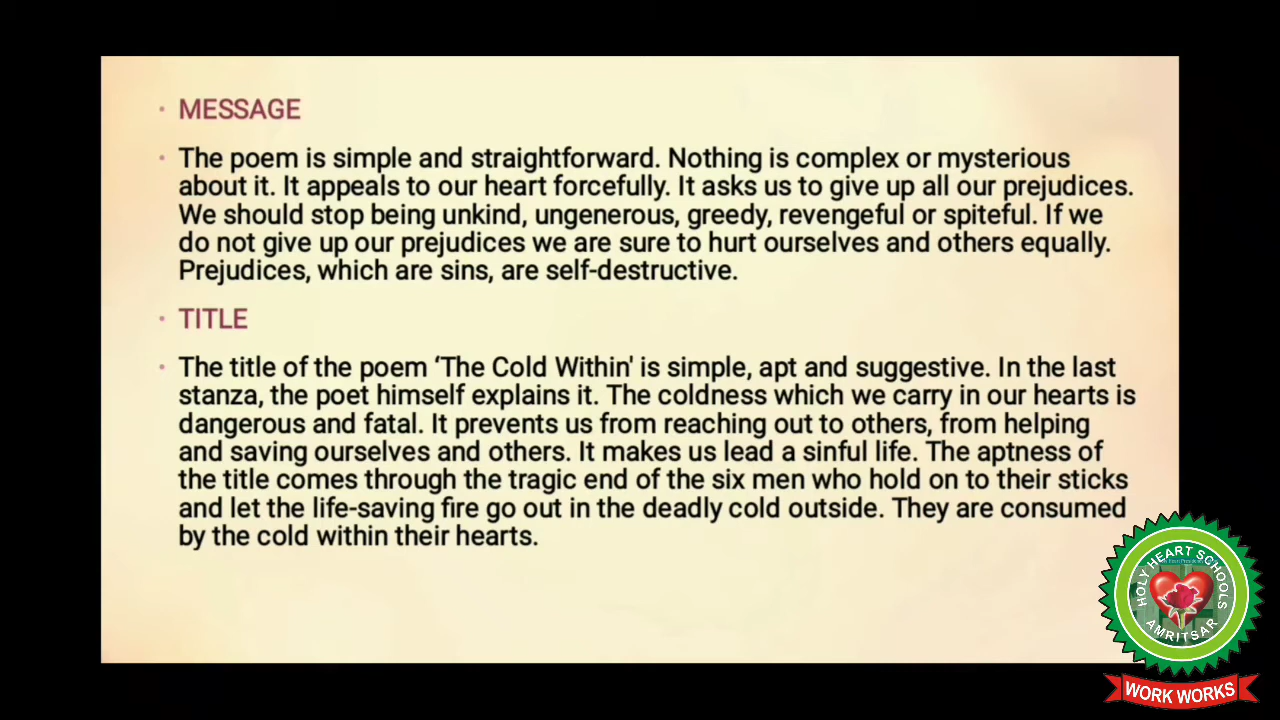 MESSAGE
The poem is simple and straightforward. Nothing is complex or mysterious
about it. It appeals to our heart forcefully. It asks us to give up all our prejudices.
We should stop being unkind, ungenerous, greedy, revengeful or spiteful. If we
do not give up our prejudices we are sure to hurt ourselves and others equally.
Prejudices, which are sins, are self-destructive.
TITLE
The title of the poem ‘The Cold Within' is simple, apt and suggestive. In the last
stanza, the poet himself explains it. The coldness which we carry in our hearts is
dangerous and fatal. It prevents us from reaching out to others, from helping
and saving ourselves and others. It makes us lead a sinful life. The aptness of
the title comes through the tragic end of the six men who hold on to their sticks
and let the life-saving fire go out in the deadly cold outside. They are consumed
by the cold within their hearts.
HOLY HEART SCHOOLS
AMRITSAR
WORK WORKS